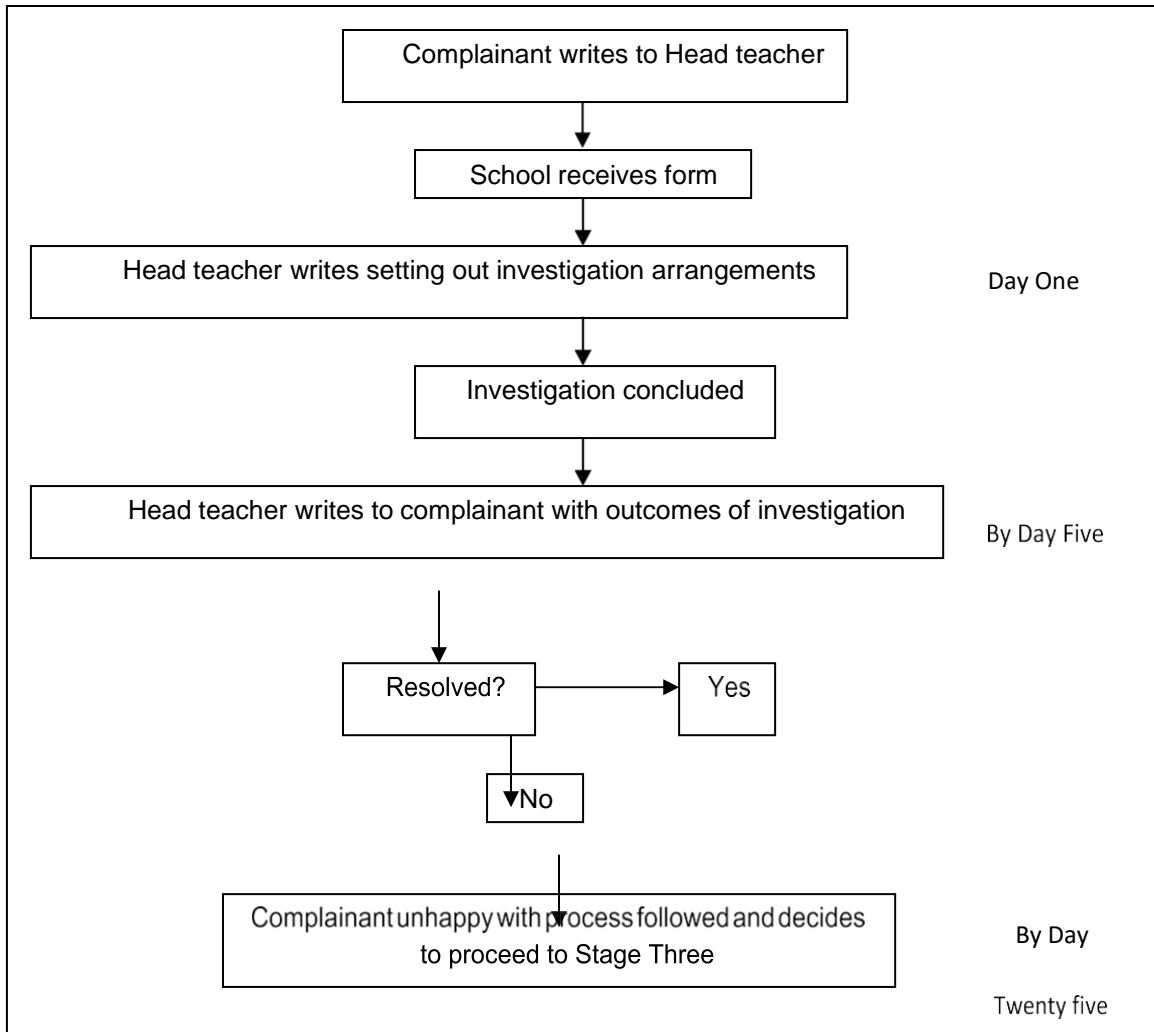 Complainant writes to Head teacher
School receives form
Head teacher writes setting out investigation arrangements
Day One
Investigation concluded
Head teacher writes to complainant with outcomes of investigation
By Day Five
Resolved?
Yes
No
Complainant unhappy with process followed and decides
to proceed to Stage Three
By Day
Twenty five